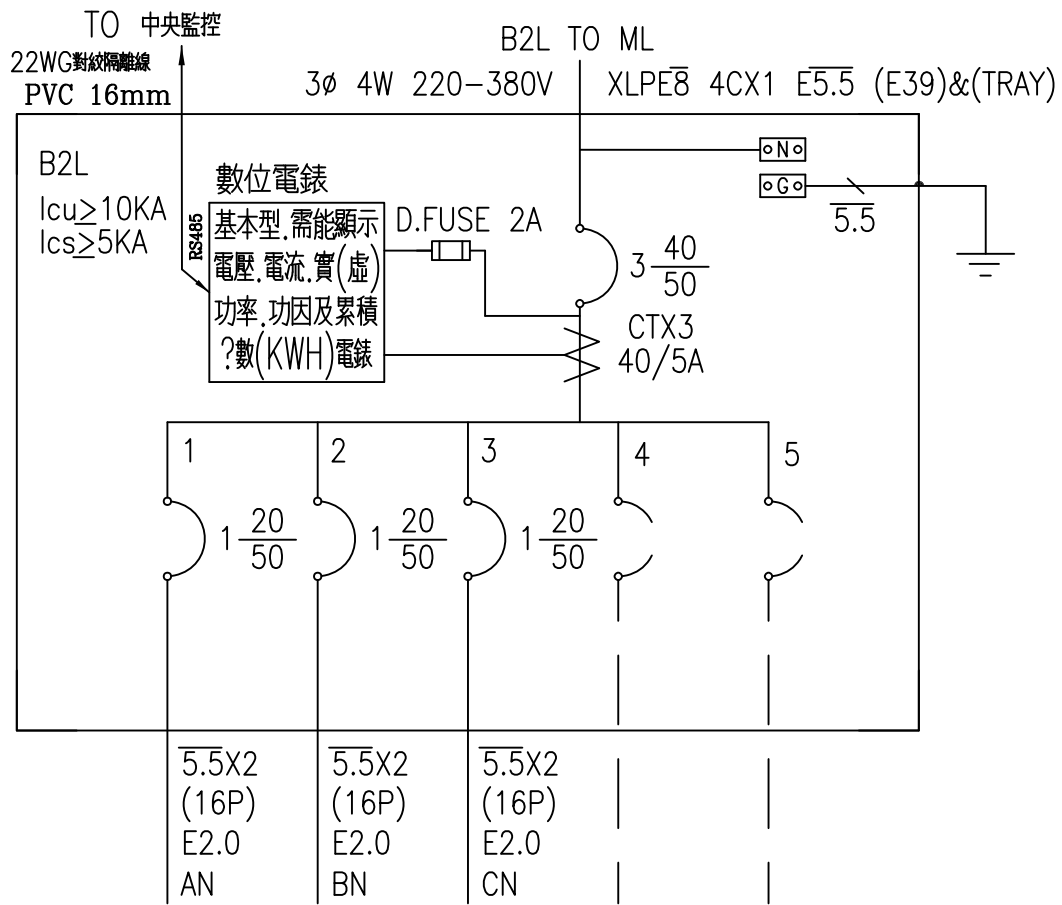 TO 中央監控
B2L TO ML
22WG對絞隔離線
PVC 16mm
3ø 4W 220-380V
XLPE8 4CX1 E5.5 (E39)&(TRAY)
B2L
Icu≥10KA
Ics≥5KA
RS485
數位電錶
基本型.需能顯示
電壓.電流.實(虛)
功率.功因及累積
?數(KWH)電錶
D.FUSE 2A
N
G
5.5
3 40/50
CTX3
40/5A
1
2
3
4
5
1 20/50
1 20/50
1 20/50
5.5X2
(16P)
E2.0
AN
5.5X2
(16P)
E2.0
BN
5.5X2
(16P)
E2.0
CN